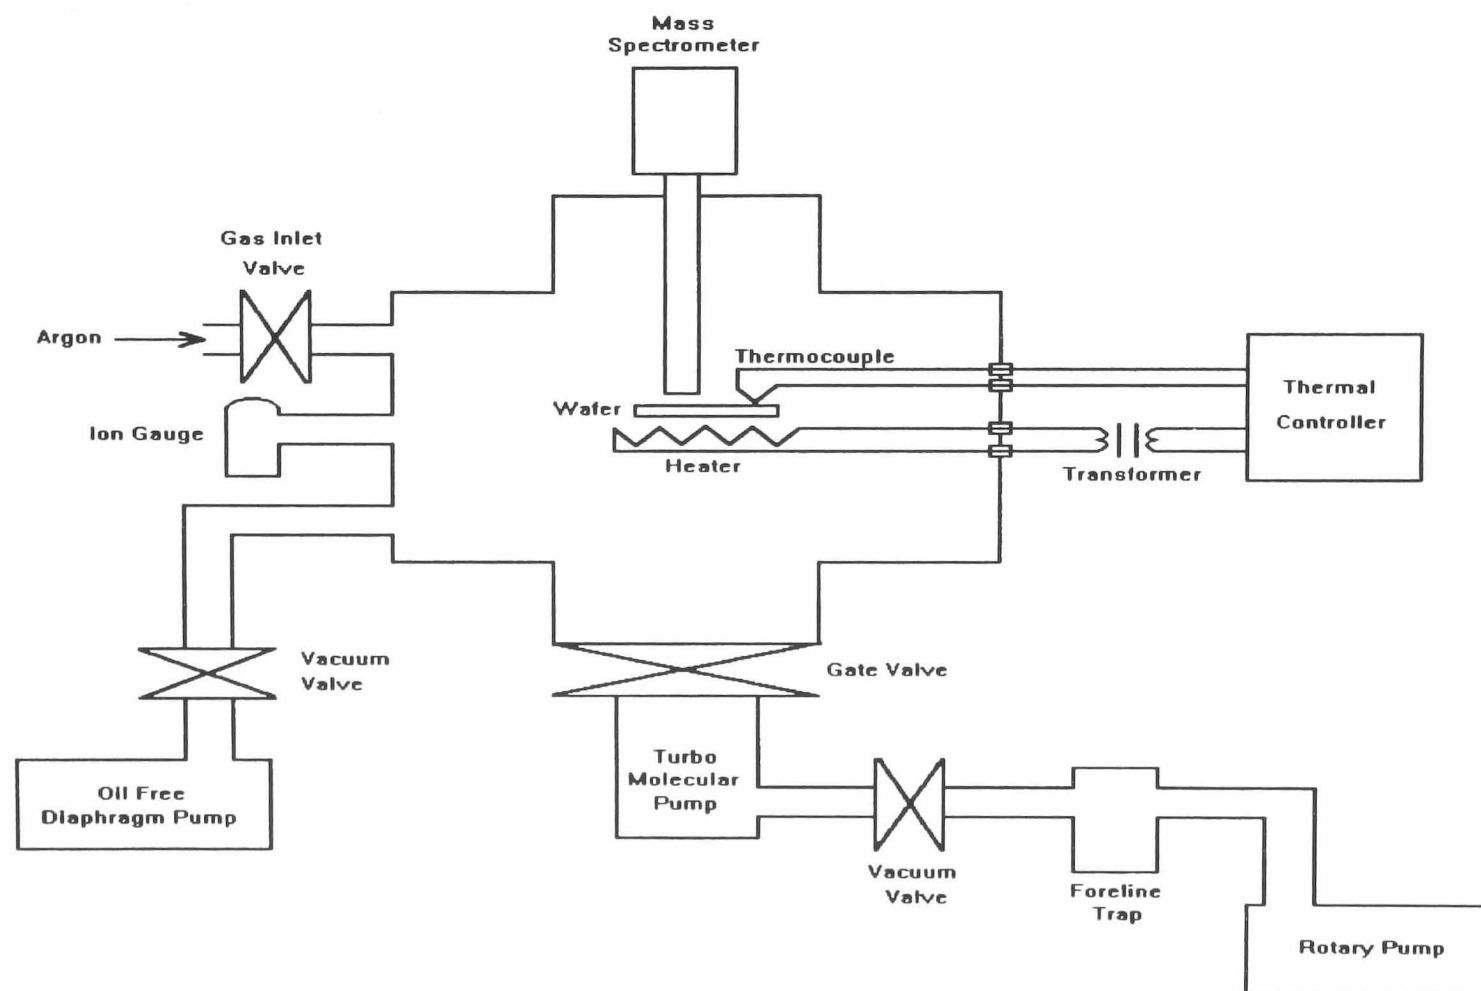 Mass
Spectrometer
Gas Inlet
Valve
Argon
Thermocouple
Thermal
Controller
Wafer
Ion Gauge
Heater
Transformer
Vacuum
Valve
Gate Valve
Turbo
Molecular
Pump
Oil Free
Diaphragm Pump
Vacuum
Valve
Foreline
Trap
Rotary Pump